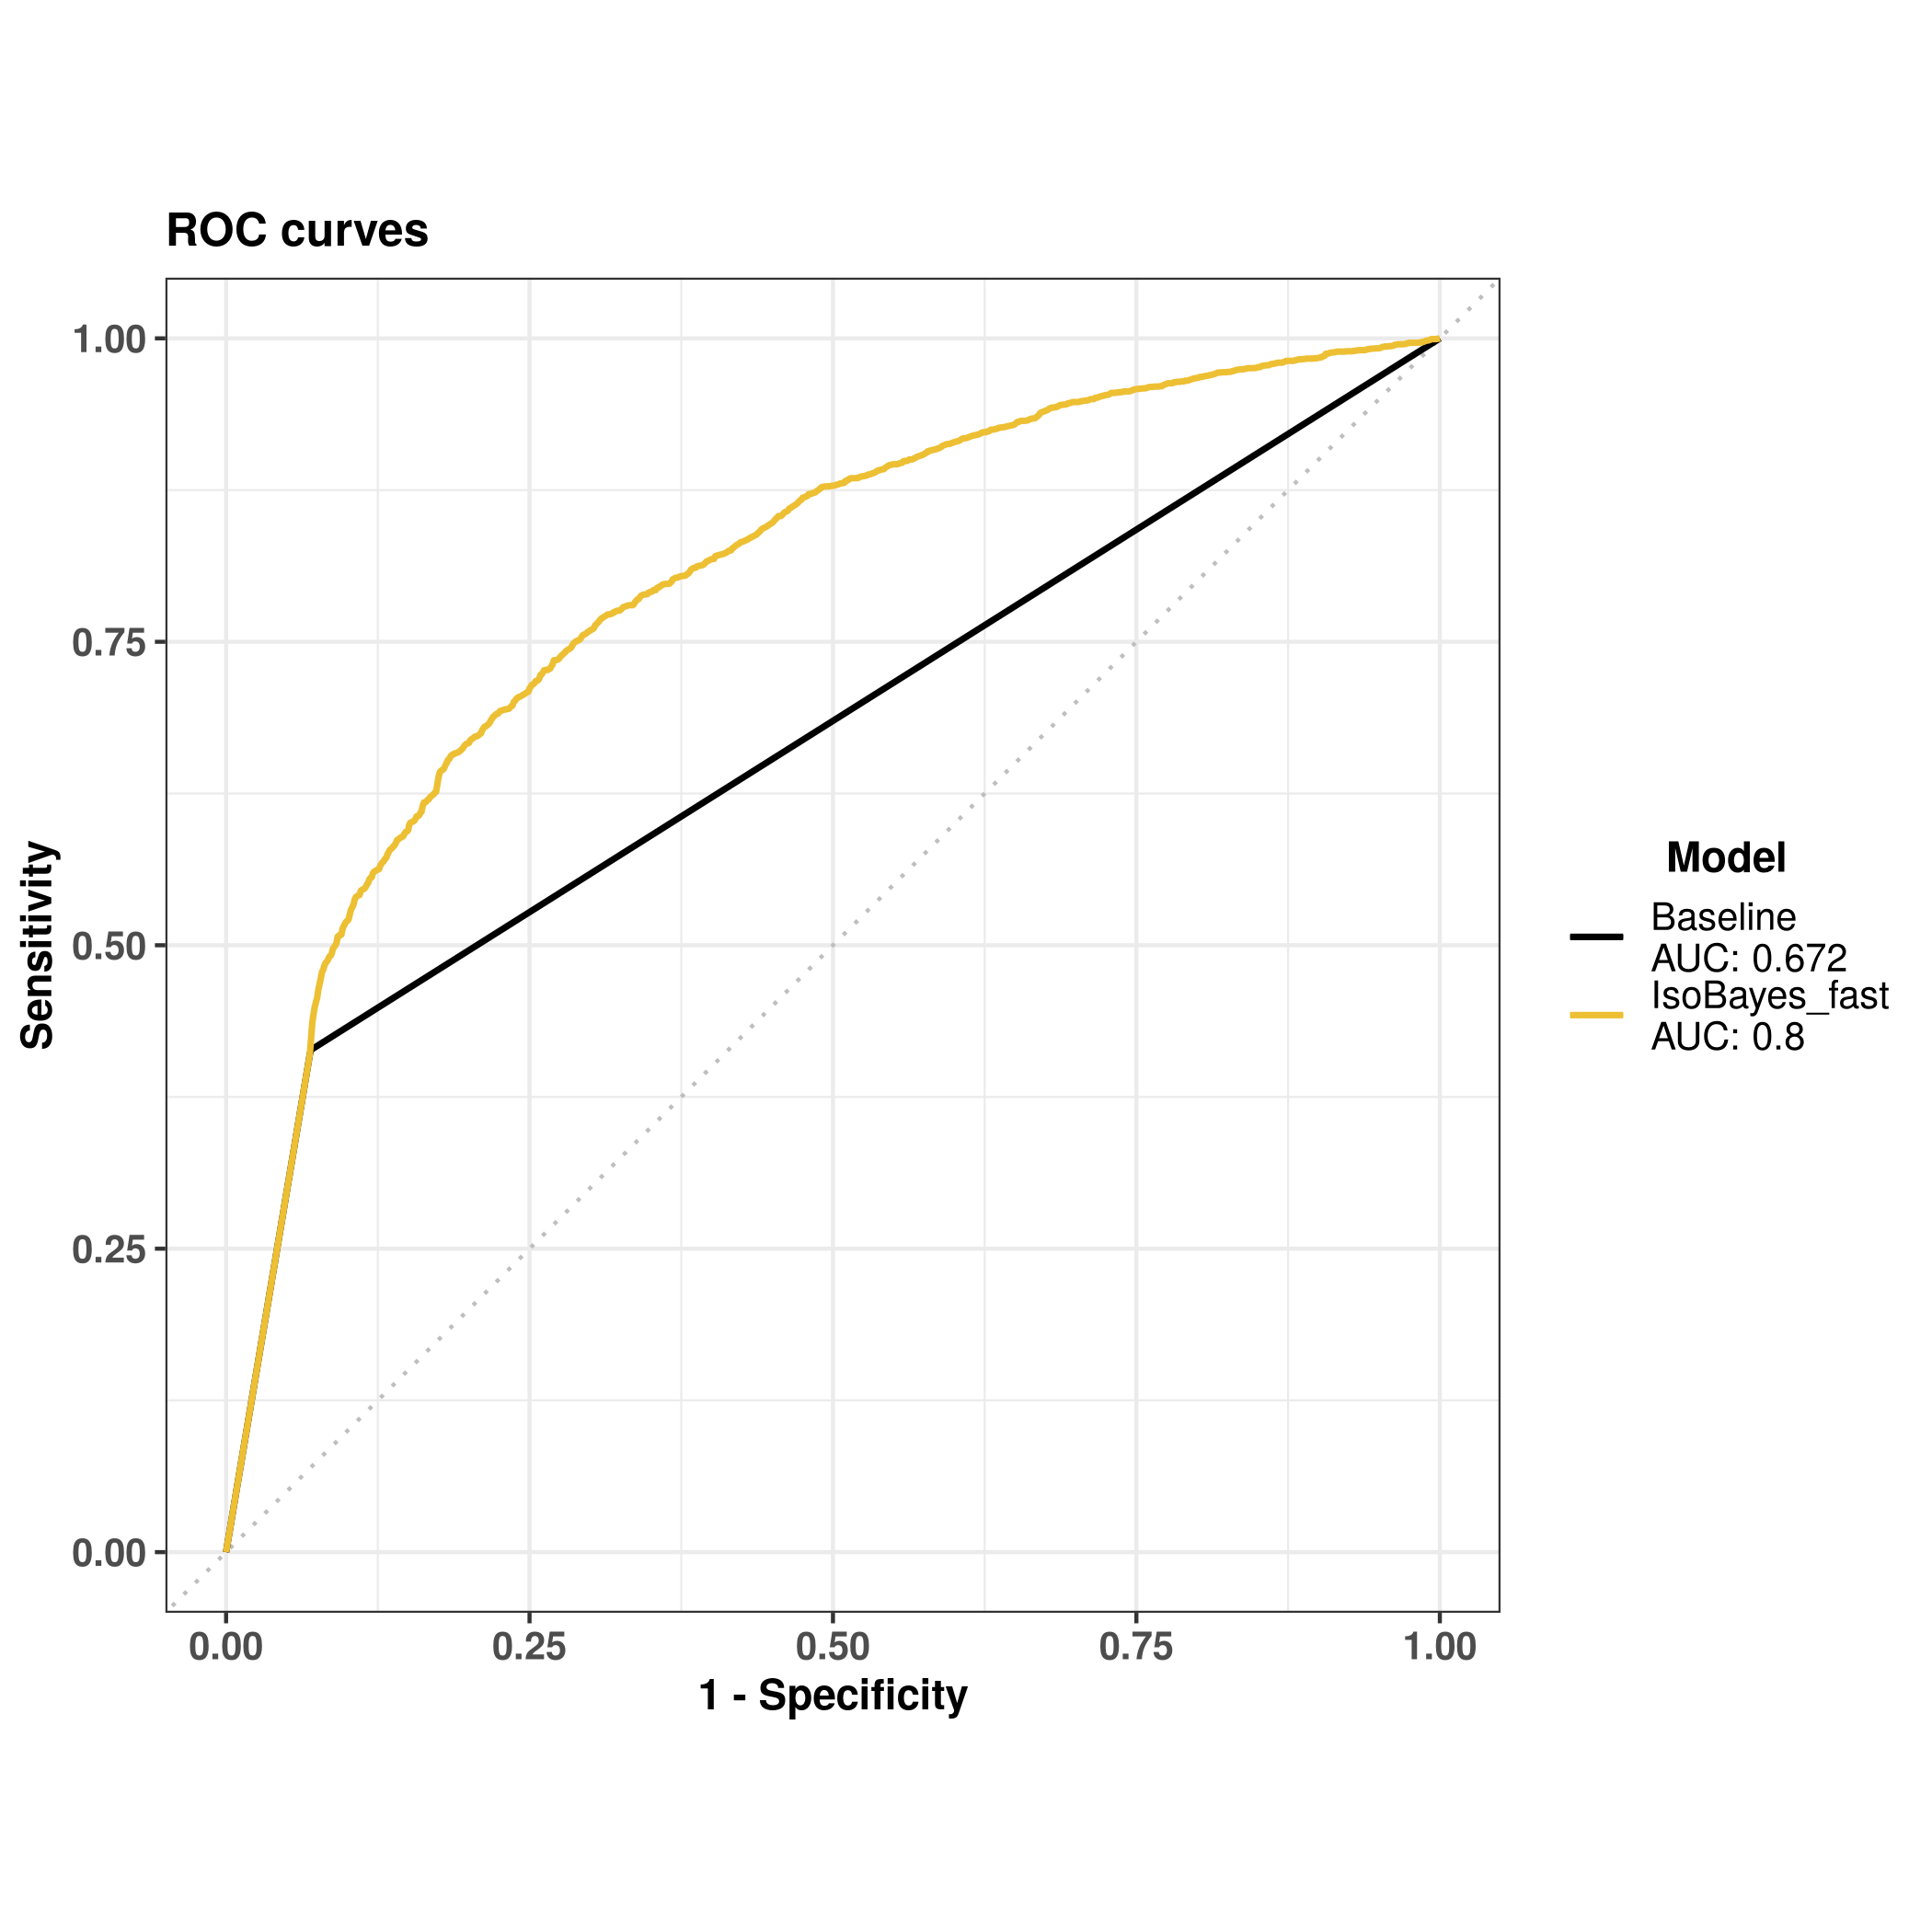 ROC curves
1.00
0.75
0.50
0.25
0.00
Sensitivity
0.00 0.25 0.50 0.75 1.00
1 - Specificity
Model
Baseline
AUC: 0.672
IsoBayes_fast
AUC: 0.8